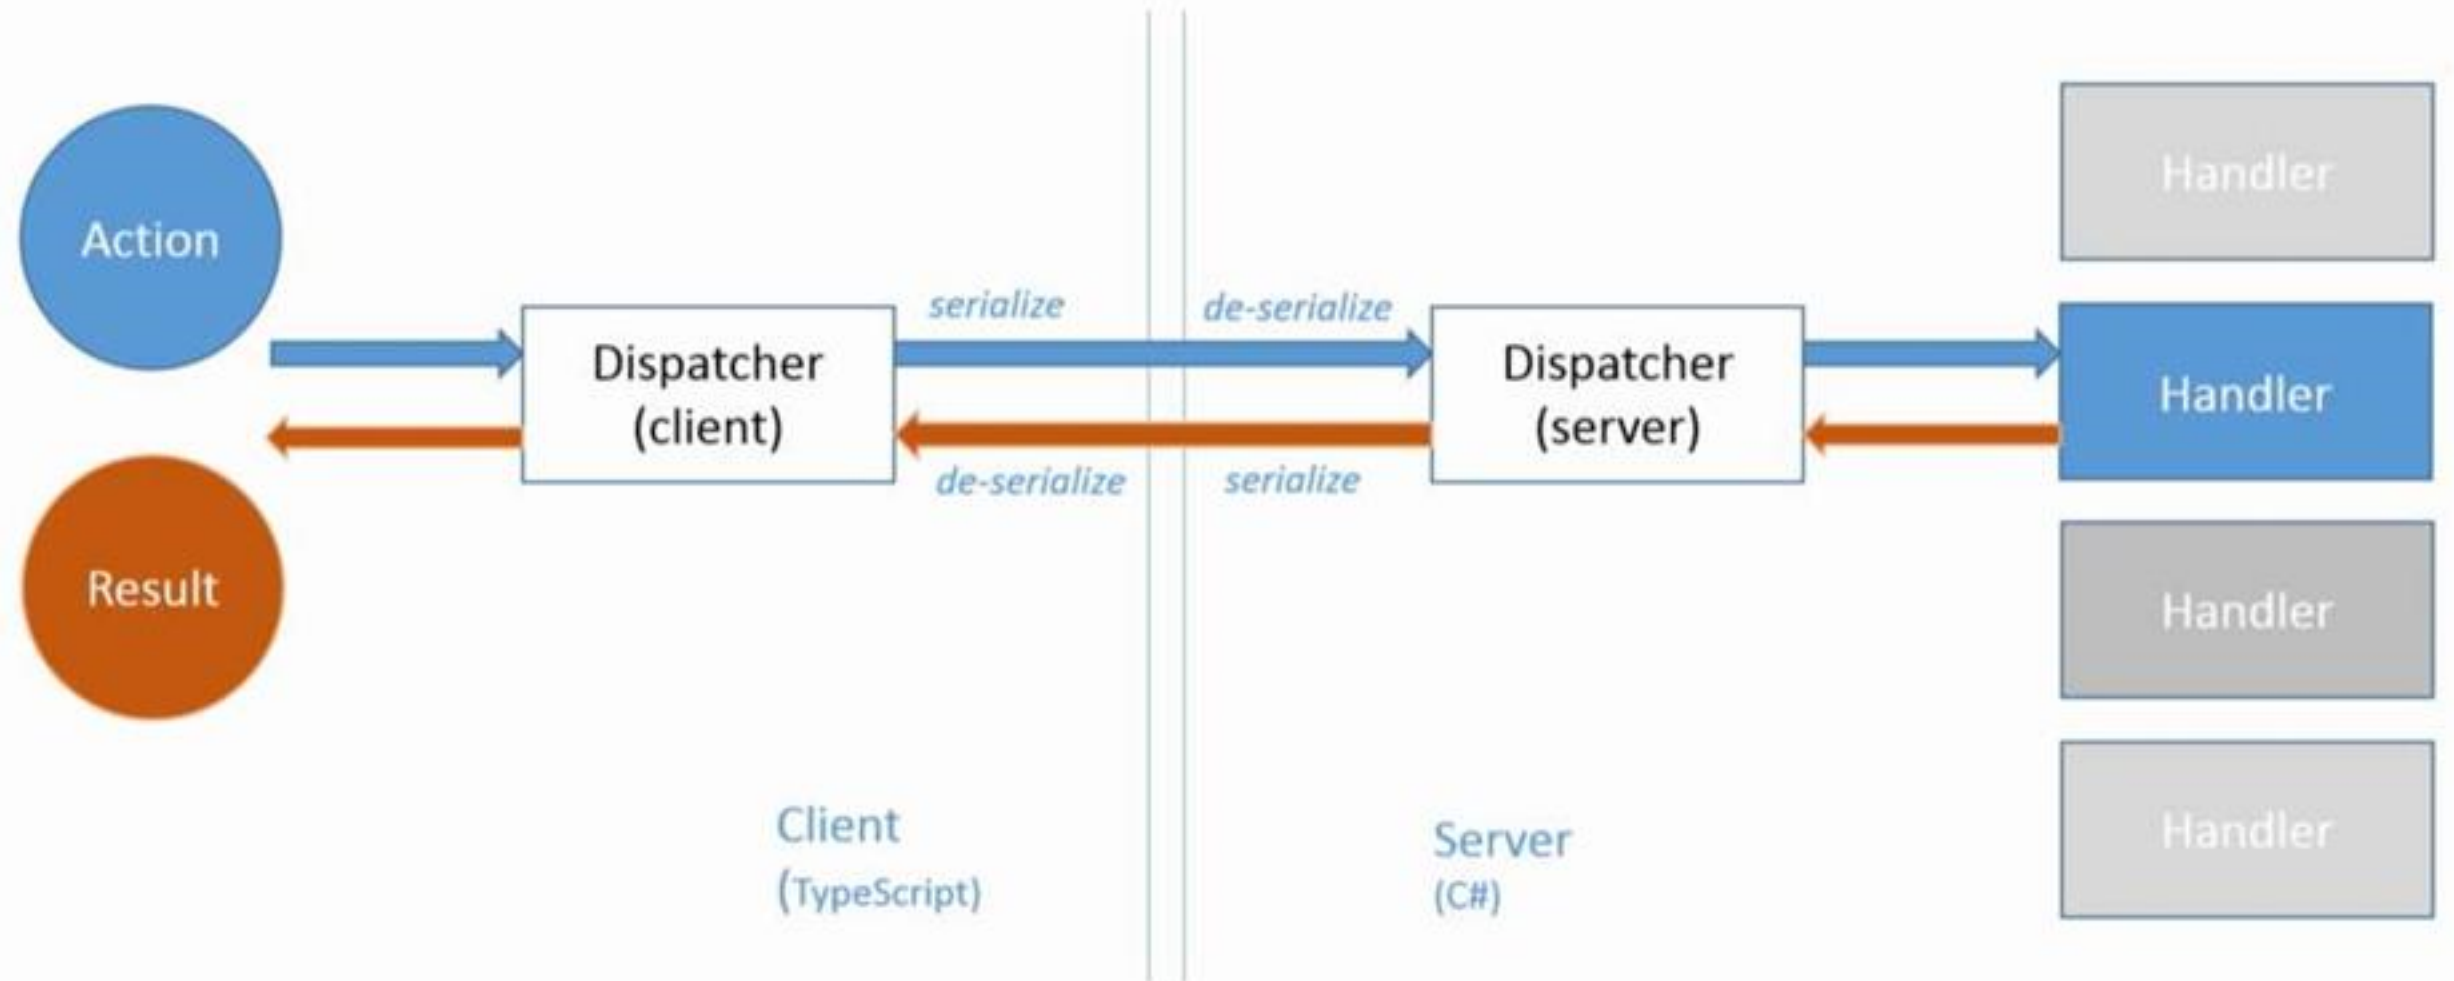 Handler
Action
serialize
de-serialize
Dispatcher
(client)
Dispatcher
(server)
Handler
de-serialize
serialize
Result
Handler
Client
(TypeScript)
Server
(C#)
Handler